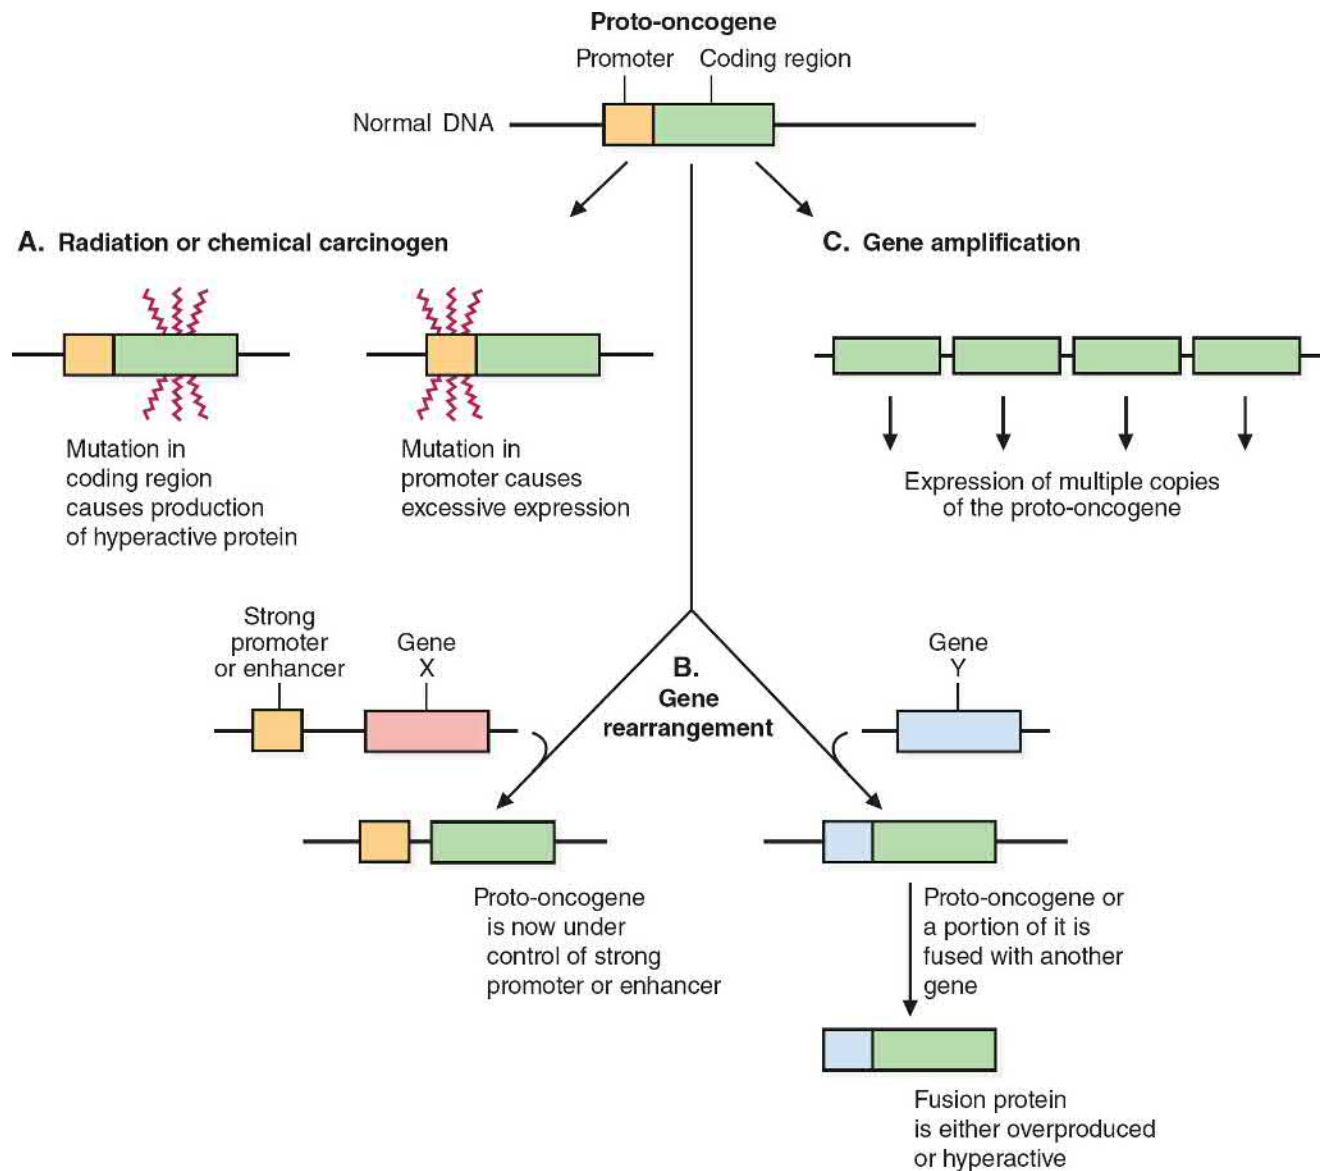 Proto-oncogene
Promoter
Coding region
Normal DNA
A. Radiation or chemical carcinogen
C. Gene amplification
Mutation in
coding region
causes production
of hyperactive protein
Mutation in
promoter causes
excessive expression
Expression of multiple copies
of the proto-oncogene
Strong
promoter
or enhancer
Gene
X
B.
Gene
rearrangement
Gene
Y
Proto-oncogene
is now under
control of strong
promoter or enhancer
Proto-oncogene or
a portion of it is
fused with another
gene
Fusion protein
is either overproduced
or hyperactive